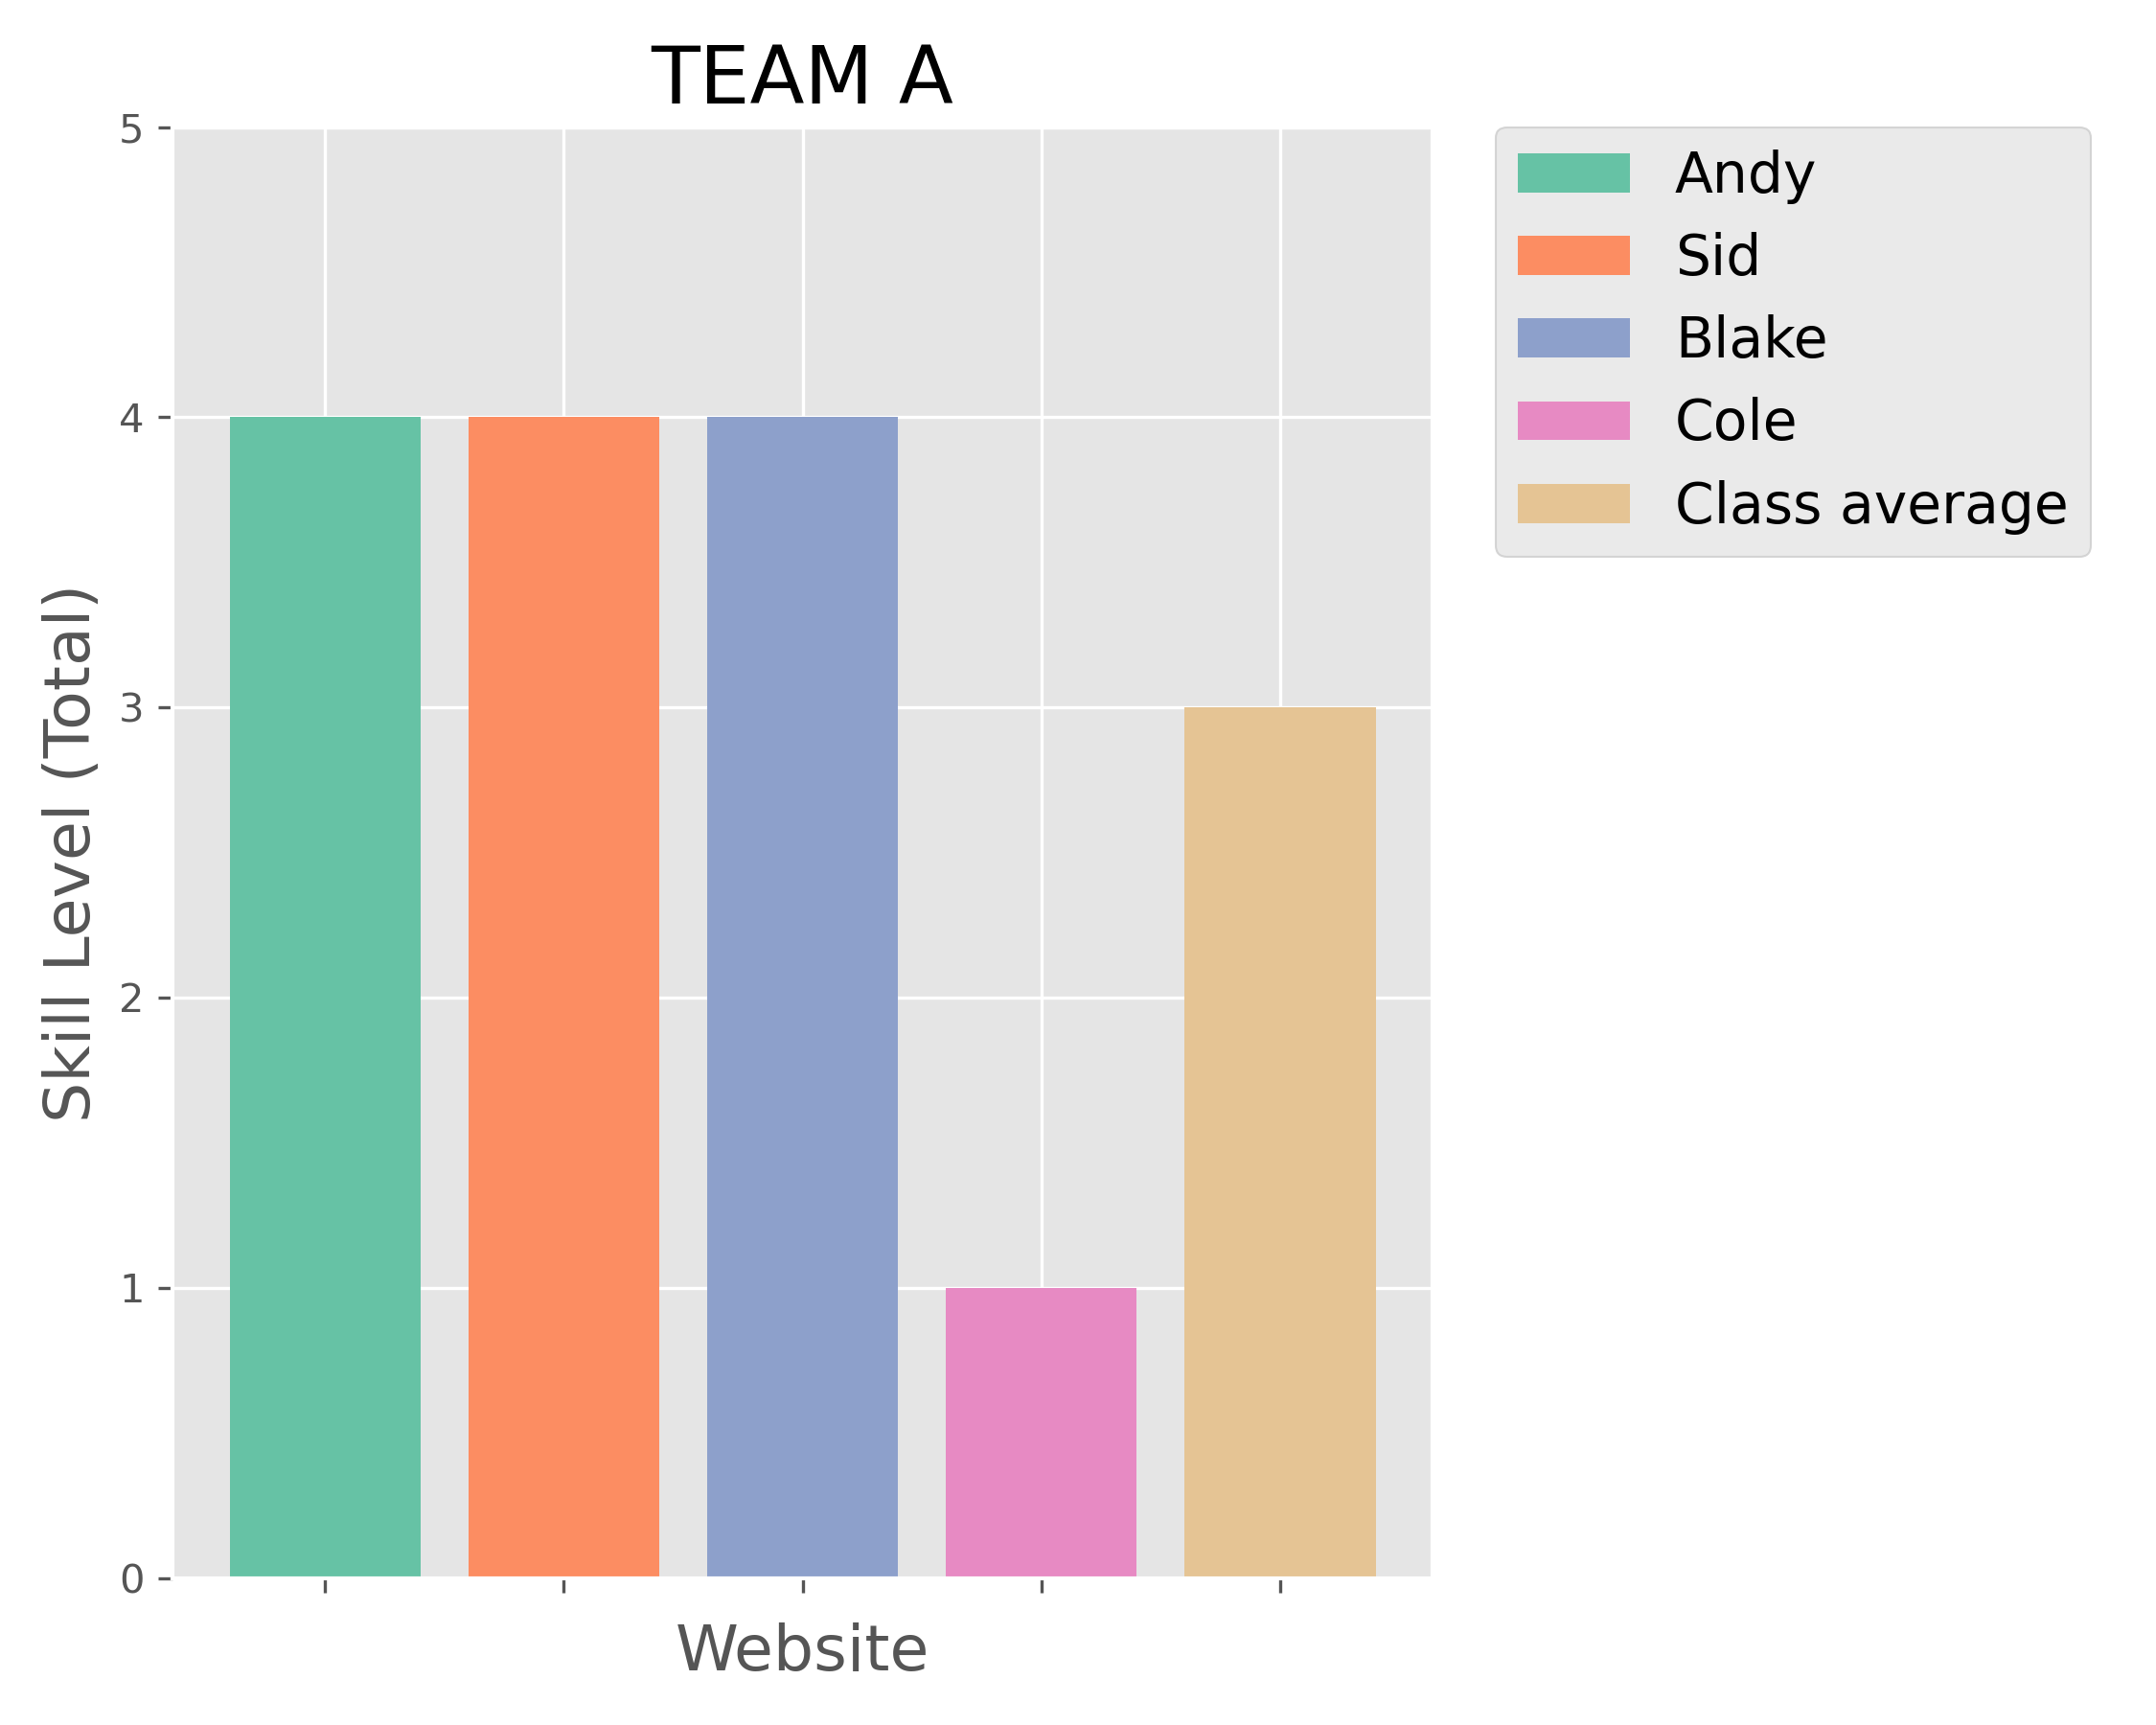 TEAM A
5
4
3
2
1
0
Skill Level (Total)
Website
Andy
Sid
Blake
Cole
Class average